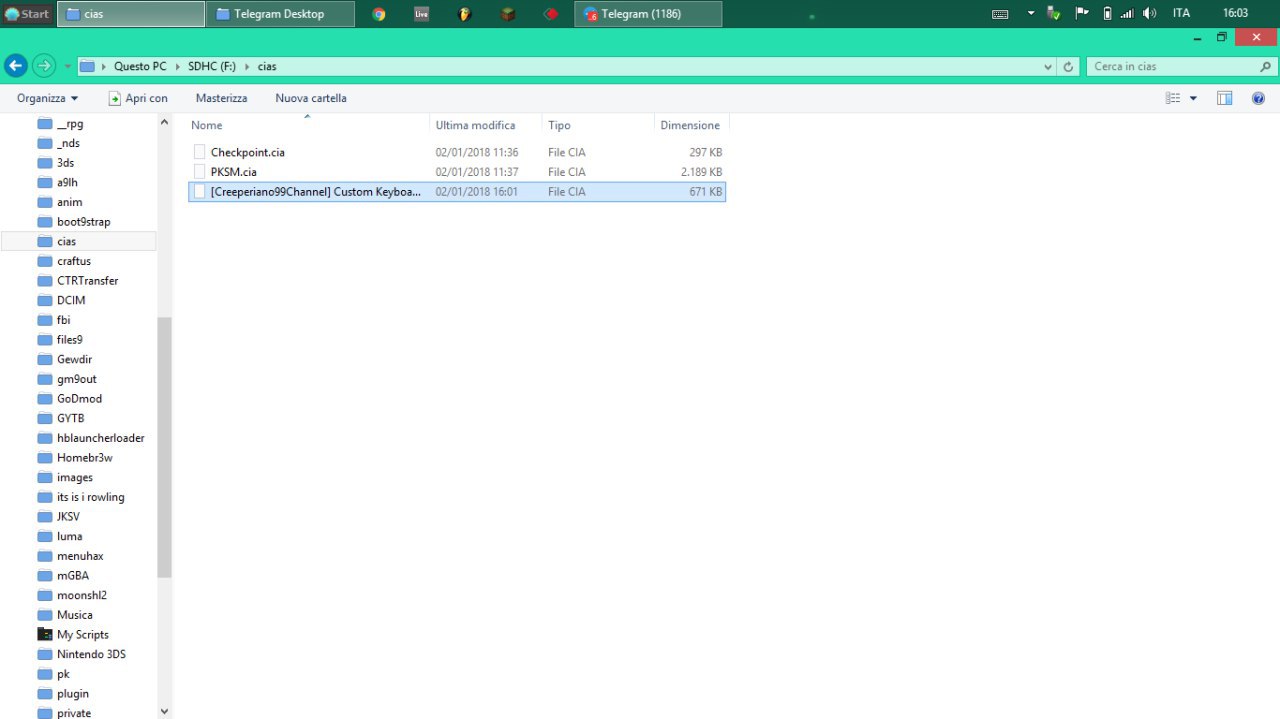 Start cias Telegram Desktop Live Telegram (1186) ITA 16:03
Questo PC SDHC (F:) cias Cerca in cias
Organizza Apri con Masterizza Nuova cartella
Nome Ultima modifica Tipo Dimensione
Checkpoint.cia 02/01/2018 11:36 File CIA 297 KB
PKSM.cia 02/01/2018 11:37 File CIA 2.189 KB
[Creeperiano99Channel] Custom Keyboa... 02/01/2018 16:01 File CIA 671 KB
__rpg
_nds
3ds
a9lh
anim
boot9strap
cias
craftus
CTRTransfer
DCIM
fbi
files9
Gewdir
gm9out
GoDmod
GYTB
hblauncherloader
Homebr3w
images
its is i rowling
JKSV
luma
menuhax
mGBA
moonshl2
Musica
My Scripts
Nintendo 3DS
pk
plugin
private